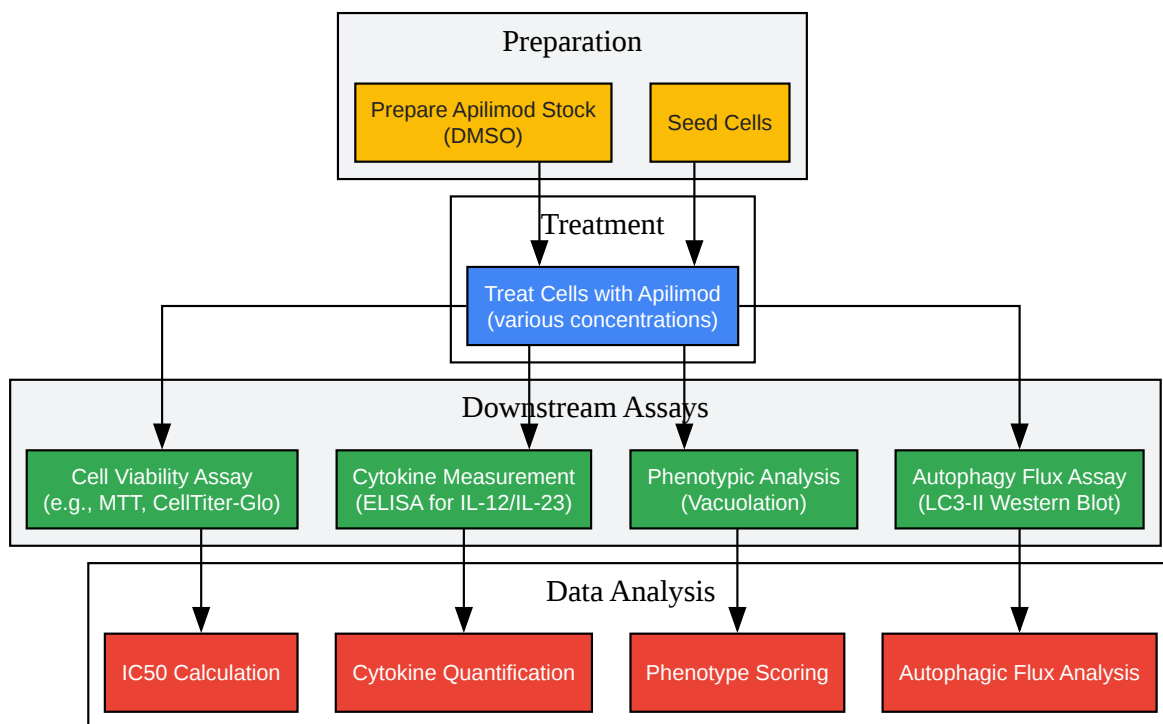 Preparation
Prepare Apilimod Stock
(DMSO)
Seed Cells
Treatment
Treat Cells with Apilimod
(various concentrations)
Downstream Assays
Cell Viability Assay
(e.g., MTT, CellTiter-Glo)
Cytokine Measurement
(ELISA for IL-12/IL-23)
Phenotypic Analysis
(Vacuolation)
Autophagy Flux Assay
(LC3-II Western Blot)
Data Analysis
IC50 Calculation
Cytokine Quantification
Phenotype Scoring
Autophagic Flux Analysis